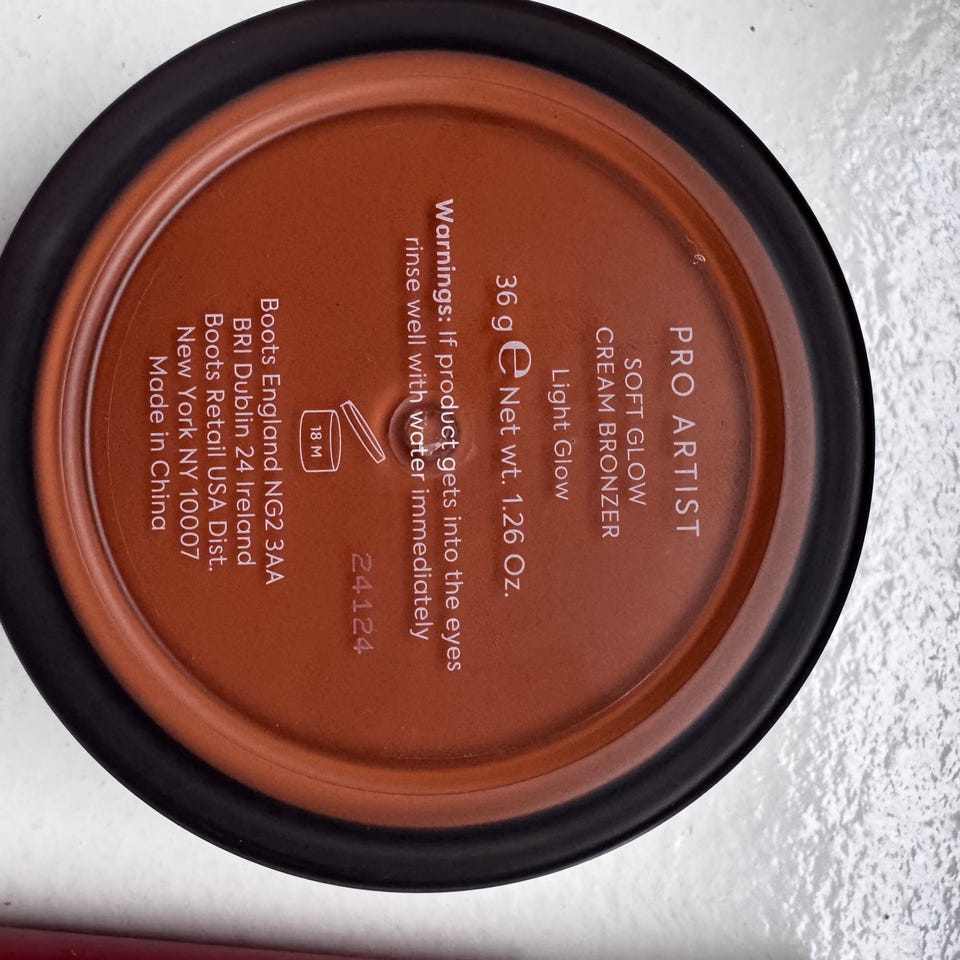 PRO ARTIST
SOFT GLOW
CREAM BRONZER
Light Glow
36 g e Net wt. 1.26 Oz.
Warnings: If product gets into the eyes
rinse well with water immediately
24124
18 M
Boots England NG2 3AA
BRI Dublin 24 Ireland
Boots Retail USA Dist.
New York NY 10007
Made in China